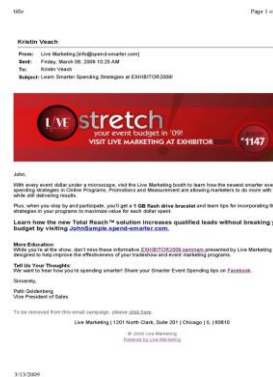 title Page 1 of
Kristin Veach
From: Live Marketing [info@spend-smarter.com]
Sent: Friday, March 06, 2009 10:25 AM
To: Kristin Veach
Subject: Learn Smarter Spending Strategies at EXHIBITOR2009!
LIVE stretch
your event budget in '09!
VISIT LIVE MARKETING AT EXHIBITOR #1147
John,
With every event dollar under a microscope, visit the Live Marketing booth to learn how the newest smarter
spending strategies in Online Programs, Promotions and Measurement are allowing marketers to do more with
while still delivering results.
Plus, when you stop by and participate, you'll get a 1 GB flash drive bracelet and learn tips for incorporating
strategies in your programs to maximize value for each dollar spent.
Learn how the new Total Reach™ solution increases qualified leads without breaking
budget by visiting JohnSample.spend-smarter.com.
More Education:
While you're at the show, don't miss these informative EXHIBITOR2009 seminars presented by Live Marketing
designed to help improve the effectiveness of your tradeshow and event marketing programs.
Tell Us Your Thoughts:
We want to hear how you're spending smarter! Share your Smarter Event Spending tips on Facebook.
Sincerely,
Patti Goldenberg
Vice President of Sales
To be removed from this email campaign, please click here.
Live Marketing | 1201 North Clark, Suite 201 | Chicago | IL | 60610
© 2009 Live Marketing
Powered by Live Marketing
3/13/2009